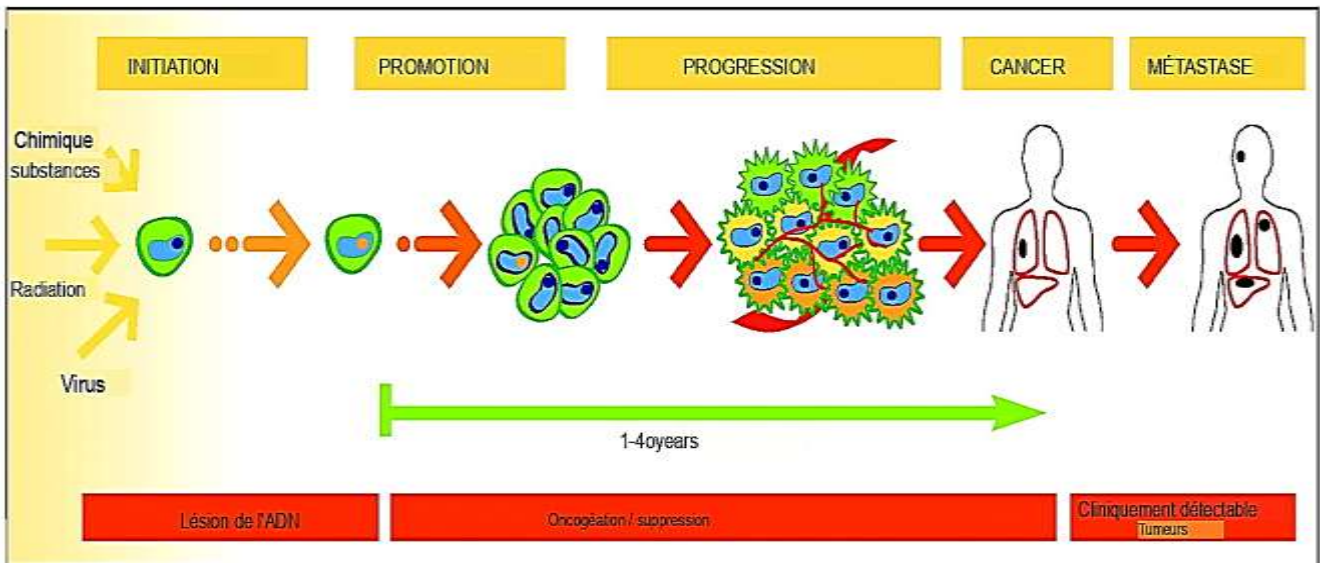 INITIATION
PROMOTION
PROGRESSION
CANCER
MÉTASTASE
Chimique
substances
Radiation
Virus
1-4oyears
Lésion de l'ADN
Oncogéation / suppression
Cliniquement détectable
Tumeurs